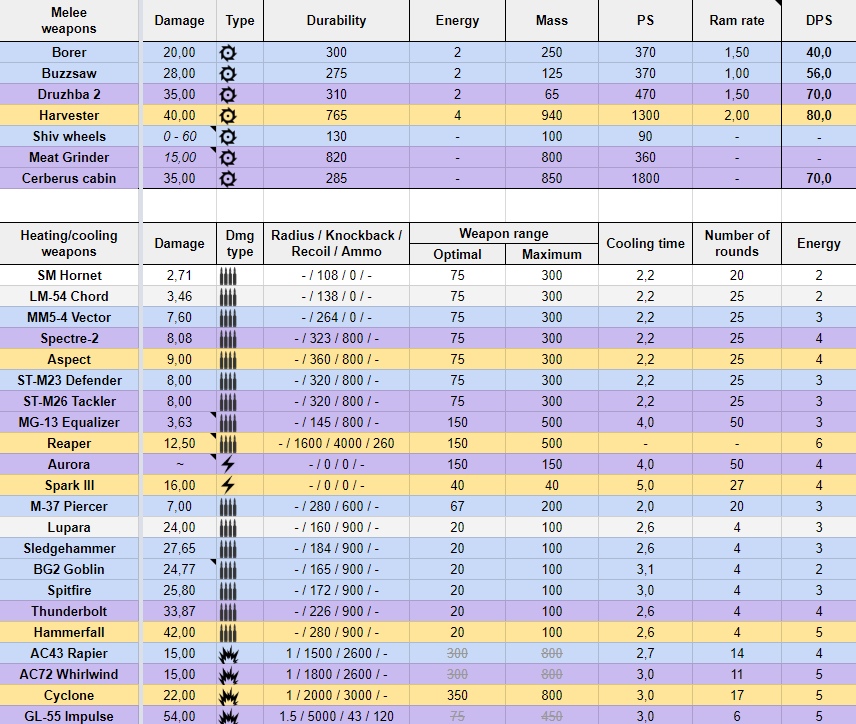 Melee weapons Damage Type Durability Energy Mass PS Ram rate DPS
Borer 20,00 300 2 250 370 1,50 40,0
Buzzsaw 28,00 275 2 125 370 1,00 56,0
Druzhba 2 35,00 310 2 65 470 1,50 70,0
Harvester 40,00 765 4 940 1300 2,00 80,0
Shiv wheels 0 - 60 130 - 100 90 - -
Meat Grinder 15,00 820 - 800 360 - -
Cerberus cabin 35,00 285 - 850 1800 - 70,0
Heating/cooling weapons Damage Dmg type Radius / Knockback / Recoil / Ammo Weapon range Optimal Maximum Cooling time Number of rounds Energy
SM Hornet 2,71 - / 108 / 0 / - 75 300 2,2 20 2
LM-54 Chord 3,46 - / 138 / 0 / - 75 300 2,2 25 2
MM5-4 Vector 7,60 - / 264 / 0 / - 75 300 2,2 25 3
Spectre-2 8,08 - / 323 / 800 / - 75 300 2,2 25 4
Aspect 9,00 - / 360 / 800 / - 75 300 2,2 25 4
ST-M23 Defender 8,00 - / 320 / 800 / - 75 300 2,2 25 3
ST-M26 Tackler 8,00 - / 320 / 800 / - 75 300 2,2 25 3
MG-13 Equalizer 3,63 - / 145 / 800 / - 150 500 4,0 50 3
Reaper 12,50 - / 1600 / 4000 / 260 150 500 - - 6
Aurora ~ - / 0 / 0 / - 150 150 4,0 50 4
Spark III 16,00 - / 0 / 0 / - 40 40 5,0 27 4
M-37 Piercer 7,00 - / 280 / 600 / - 67 200 2,0 20 3
Lupara 24,00 - / 160 / 900 / - 20 100 2,6 4 3
Sledgehammer 27,65 - / 184 / 900 / - 20 100 2,6 4 3
BG2 Goblin 24,77 - / 165 / 900 / - 20 100 3,1 4 2
Spitfire 25,80 - / 172 / 900 / - 20 100 3,0 4 3
Thunderbolt 33,87 - / 226 / 900 / - 20 100 2,6 4 4
Hammerfall 42,00 - / 280 / 900 / - 20 100 2,6 4 5
AC43 Rapier 15,00 1 / 1500 / 2600 / - 300 800 2,7 14 4
AC72 Whirlwind 15,00 1 / 1800 / 2600 / - 300 800 3,0 11 5
Cyclone 22,00 1 / 2000 / 3000 / - 350 800 3,0 17 5
GL-55 Impulse 54,00 1.5 / 5000 / 43 / 120 75 450 3,0 6 5